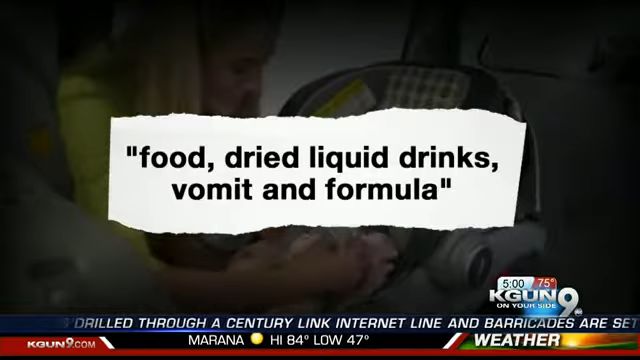 "food, dried liquid drinks,
vomit and formula"
5:00 75°
KGUN9
ON YOUR SIDE
DRILLED THROUGH A CENTURY LINK INTERNET LINE AND BARRICADES ARE SET
KGUN9.COM MARANA HI 84° LOW 47° WEATHER